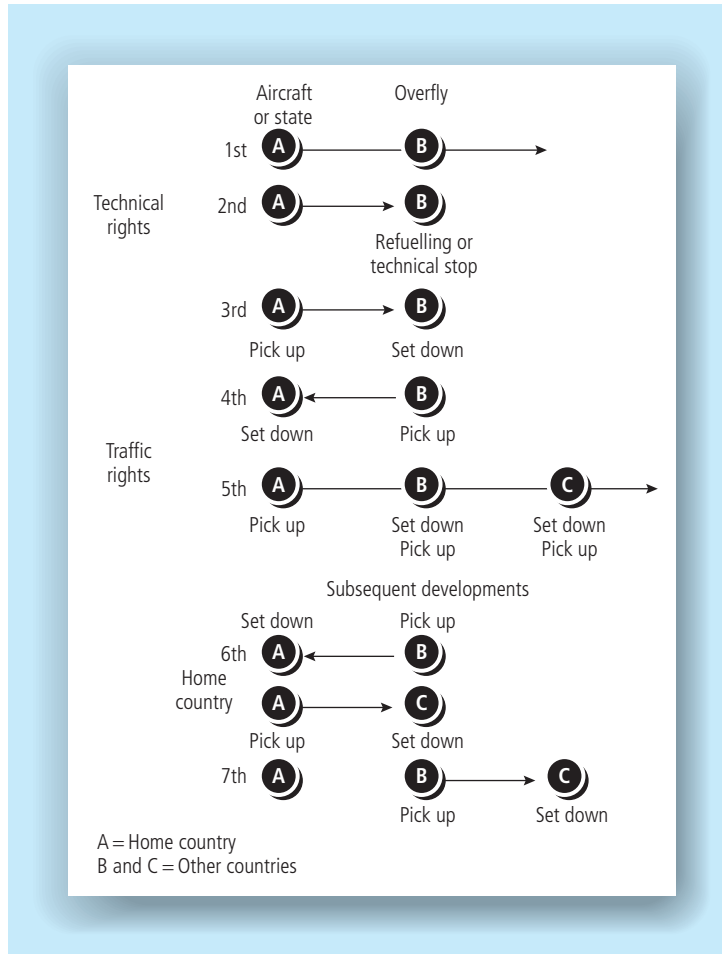 Aircraft
or state
Overfly
1st A B
Technical
rights
2nd A B
Refuelling or
technical stop
3rd A B
Pick up Set down
4th A B
Set down Pick up
Traffic
rights
5th A B C
Pick up Set down Set down
Pick up Pick up
Subsequent developments
Set down Pick up
6th A B
Home
country
A C
Pick up Set down
7th A B C
Pick up Set down
A = Home country
B and C = Other countries